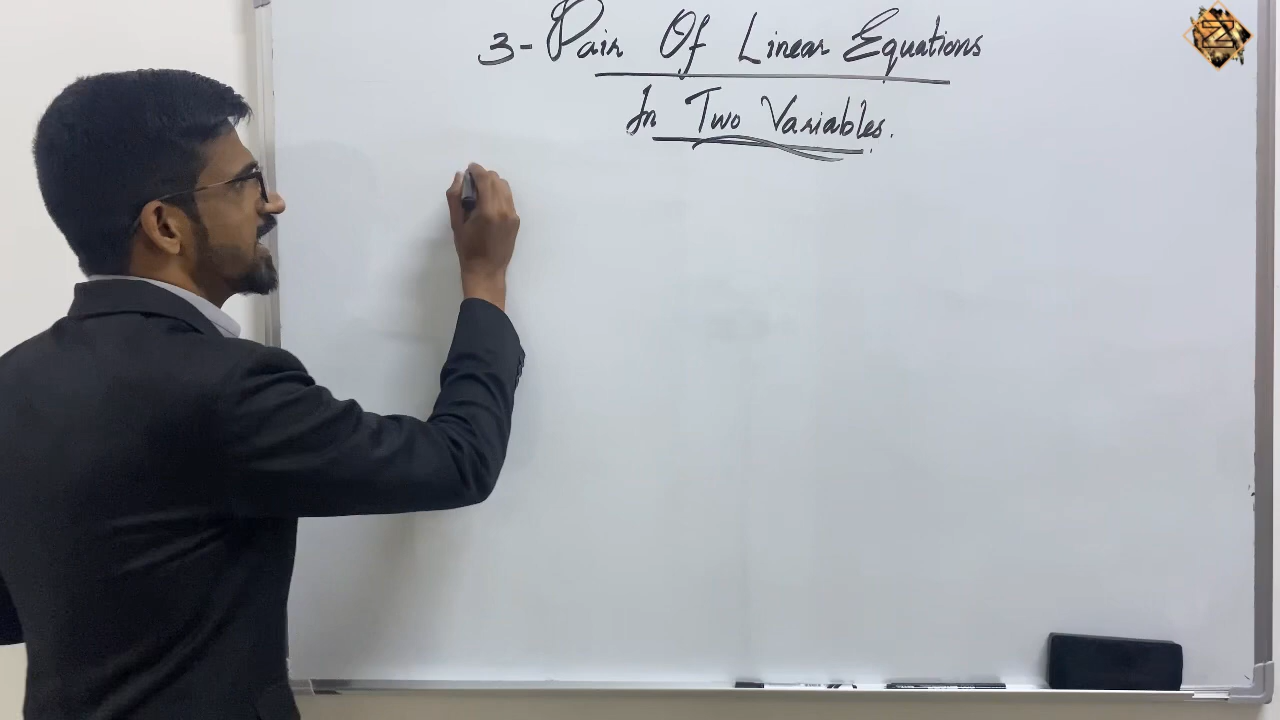 3- Pair Of Linear Equations
In Two Variables.
Z